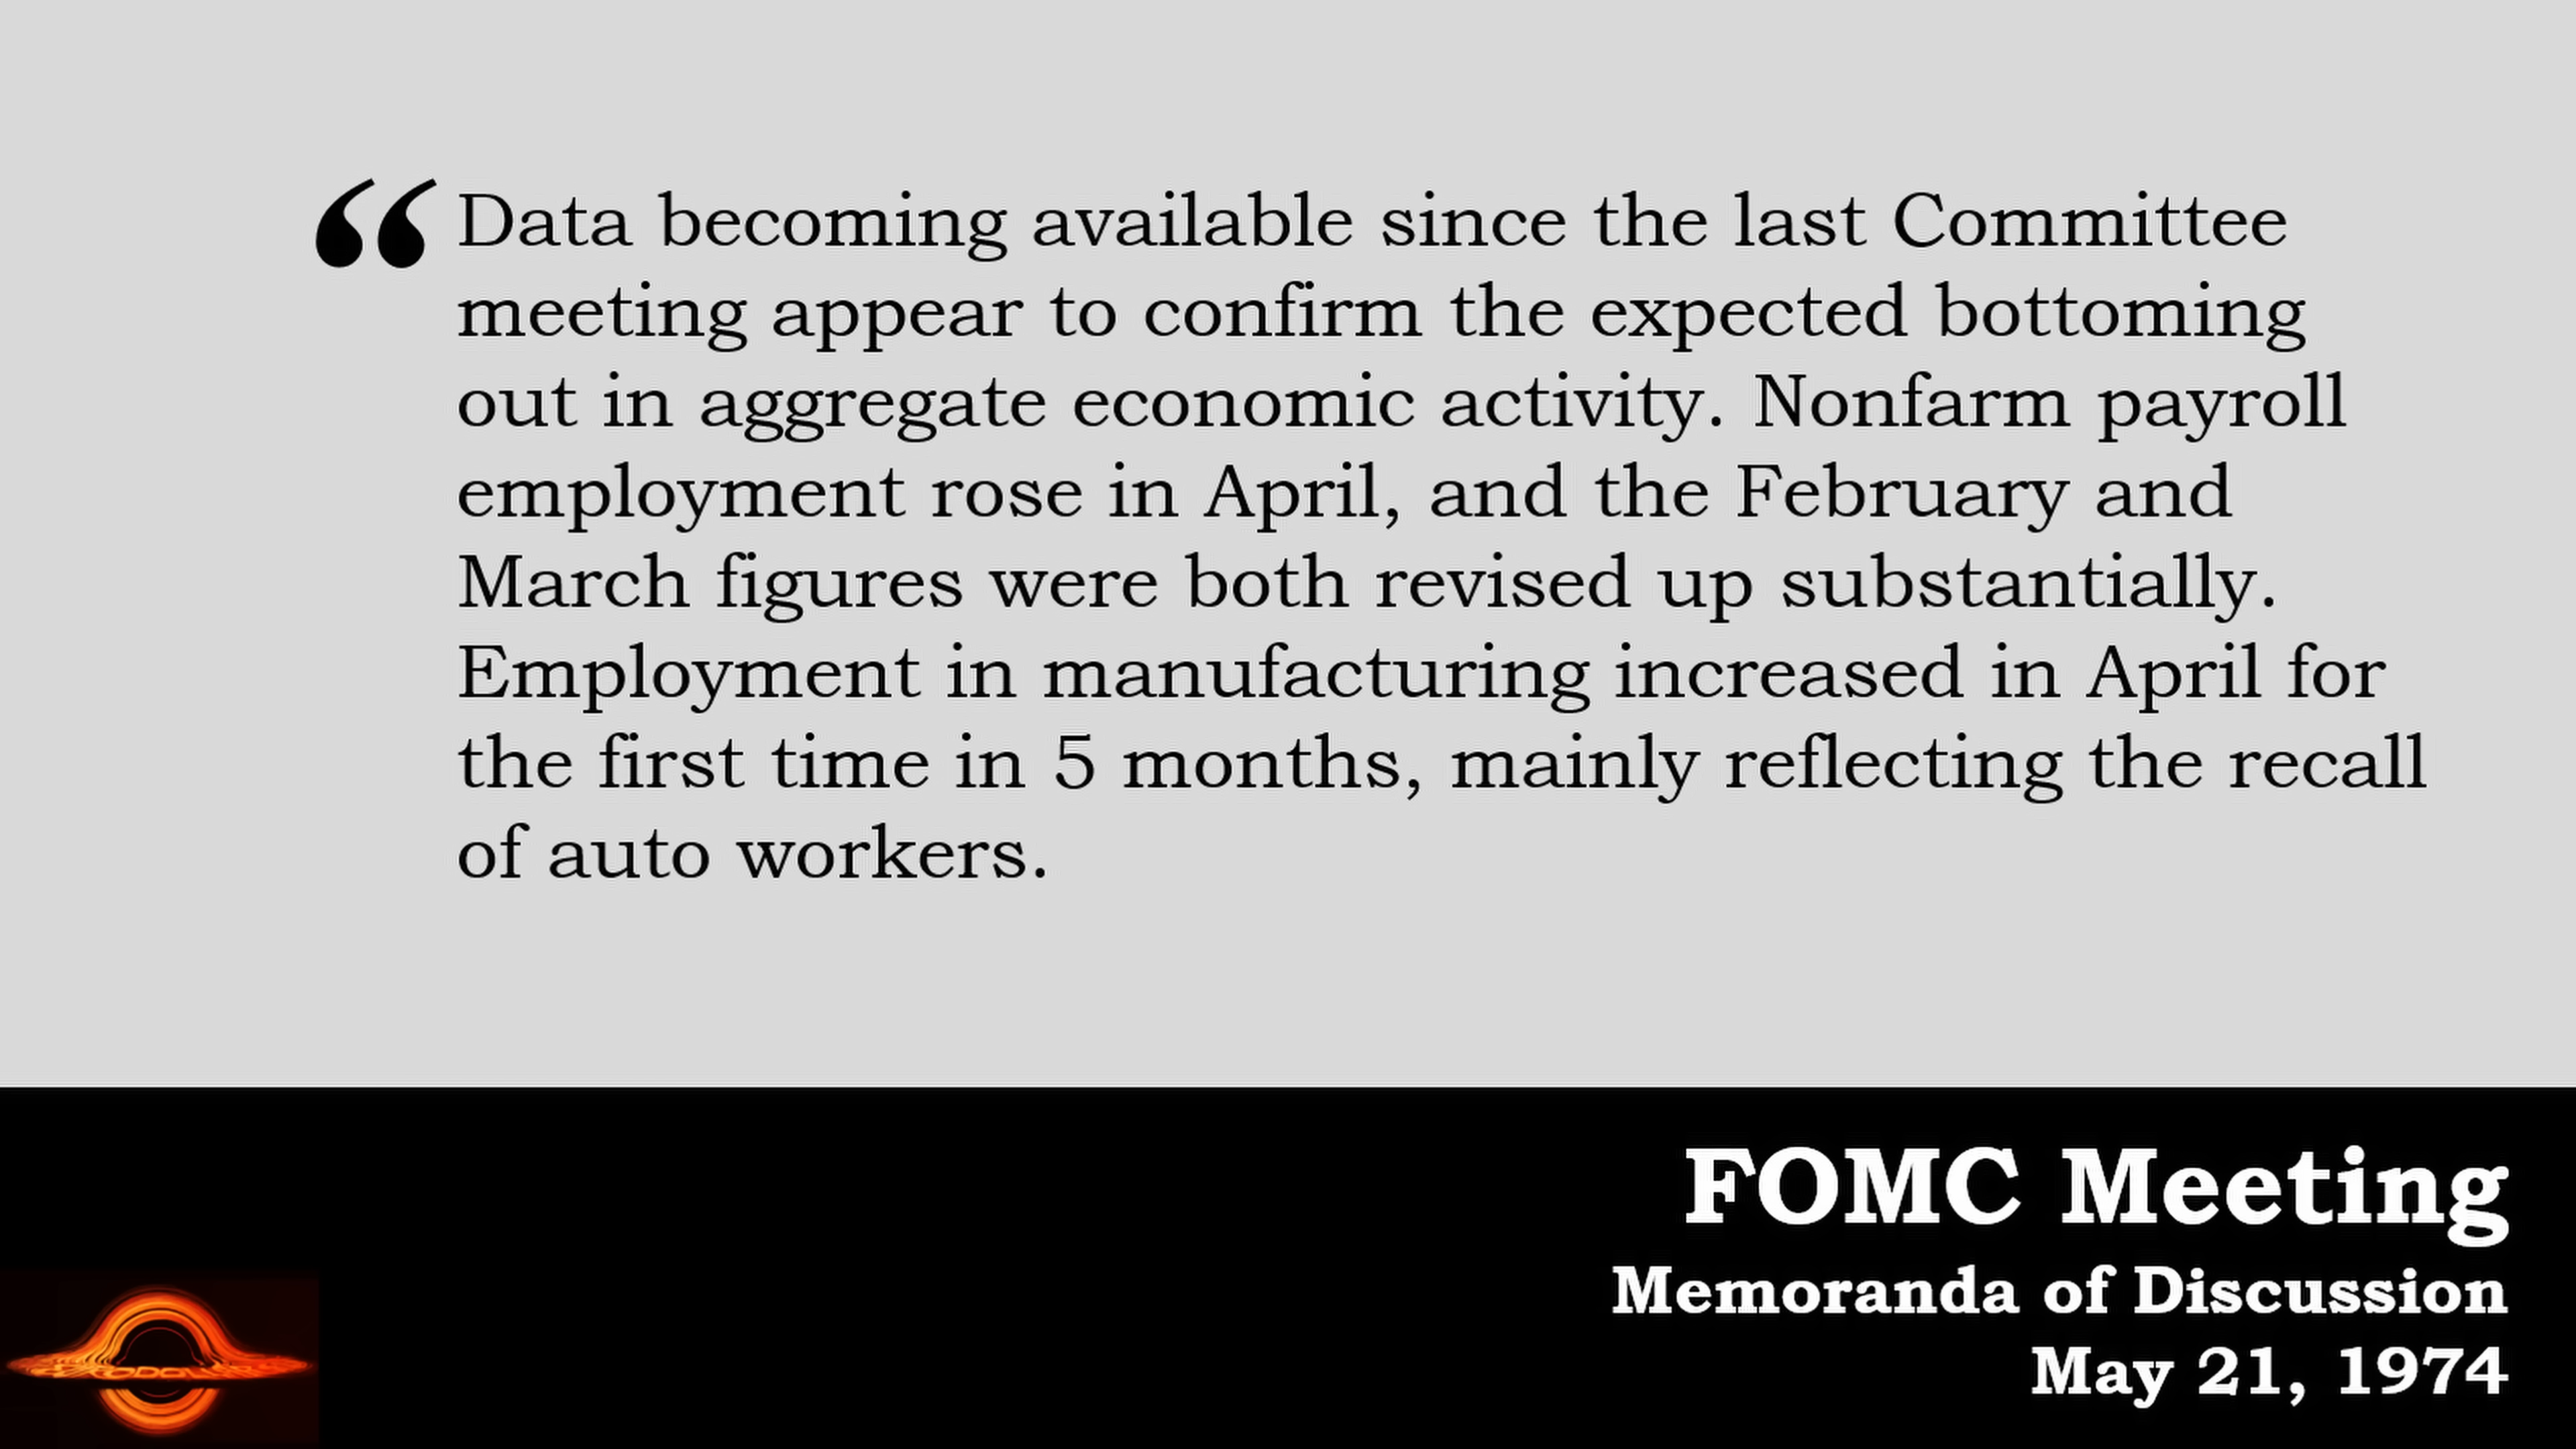 “Data becoming available since the last Committee
meeting appear to confirm the expected bottoming
out in aggregate economic activity. Nonfarm payroll
employment rose in April, and the February and
March figures were both revised up substantially.
Employment in manufacturing increased in April for
the first time in 5 months, mainly reflecting the recall
of auto workers.
FOMC Meeting
Memoranda of Discussion
May 21, 1974